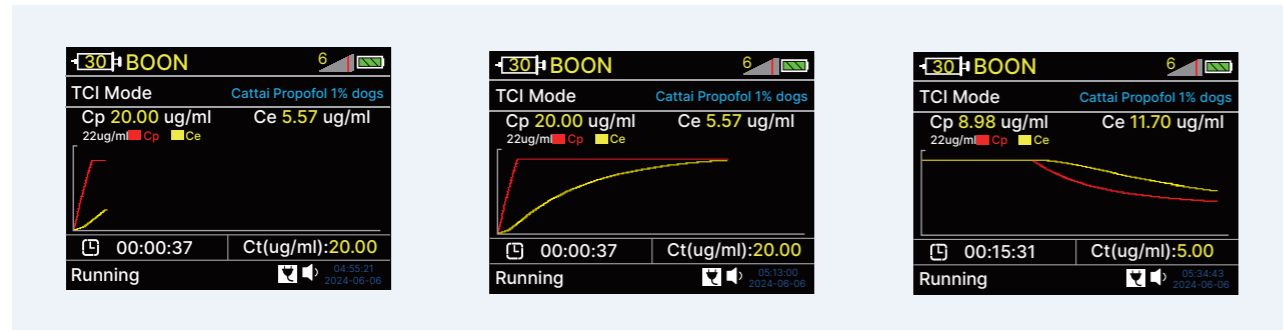 30 BOON 6
TCI Mode Cattai Propofol 1% dogs
Cp 20.00 ug/ml Ce 5.57 ug/ml
22ug/ml Cp Ce
00:00:37 Ct(ug/ml):20.00
Running 04:55:21
2024-06-06
30 BOON 6
TCI Mode Cattai Propofol 1% dogs
Cp 20.00 ug/ml Ce 5.57 ug/ml
22ug/ml Cp Ce
00:00:37 Ct(ug/ml):20.00
Running 05:13:00
2024-06-06
30 BOON 6
TCI Mode Cattai Propofol 1% dogs
Cp 8.98 ug/ml Ce 11.70 ug/ml
22ug/ml Cp Ce
00:15:31 Ct(ug/ml):5.00
Running 05:34:43
2024-06-06